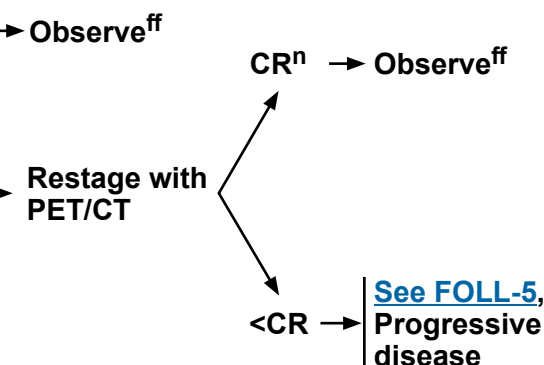 Observeff
CRn
Observeff
Restage with
PET/CT
<CR
See FOLL-5,
Progressive
disease